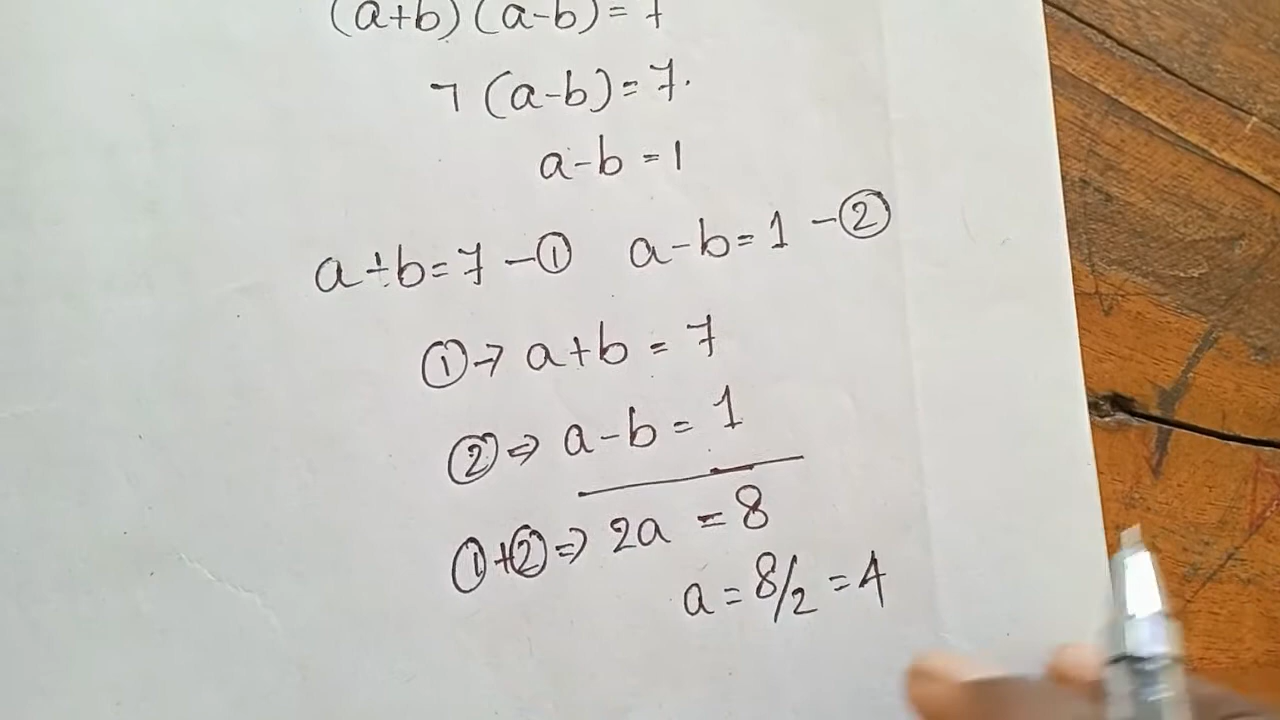 (a+b) (a-b) = 7
7 (a-b) = 7.
a-b = 1
a+b = 7 - ① a-b = 1 - ②
① → a+b = 7
② ⇒ a-b = 1
①+② ⇒ 2a = 8
a = 8/2 = 4